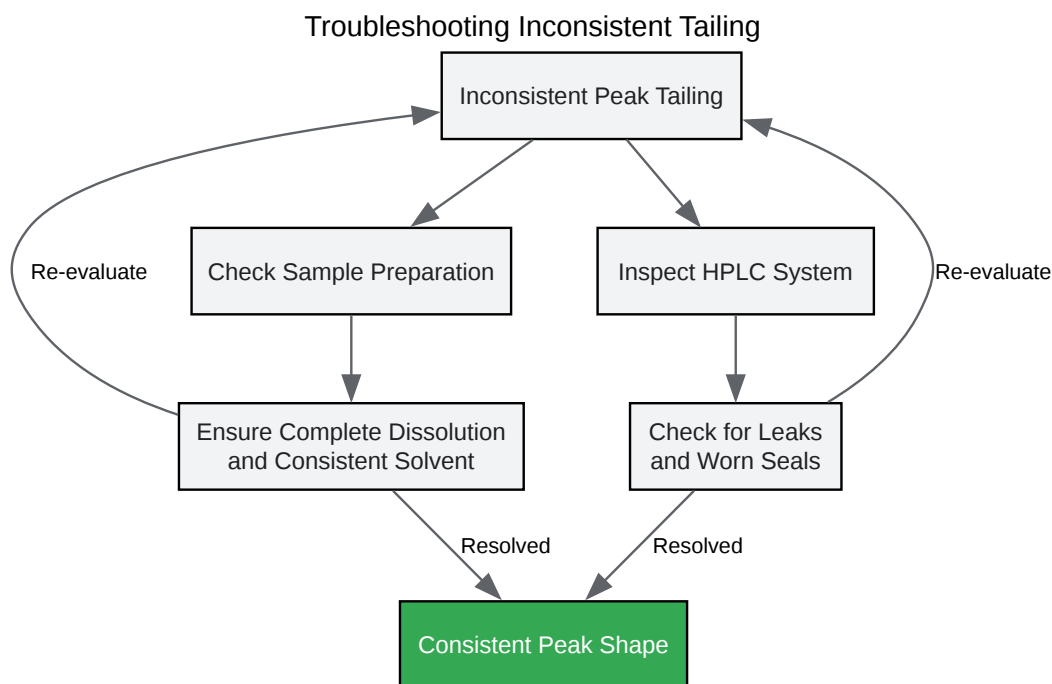 Troubleshooting Inconsistent Tailing
Inconsistent Peak Tailing
Re-evaluate
Check Sample Preparation
Inspect HPLC System
Re-evaluate
Ensure Complete Dissolution
and Consistent Solvent
Check for Leaks
and Worn Seals
Resolved
Resolved
Consistent Peak Shape